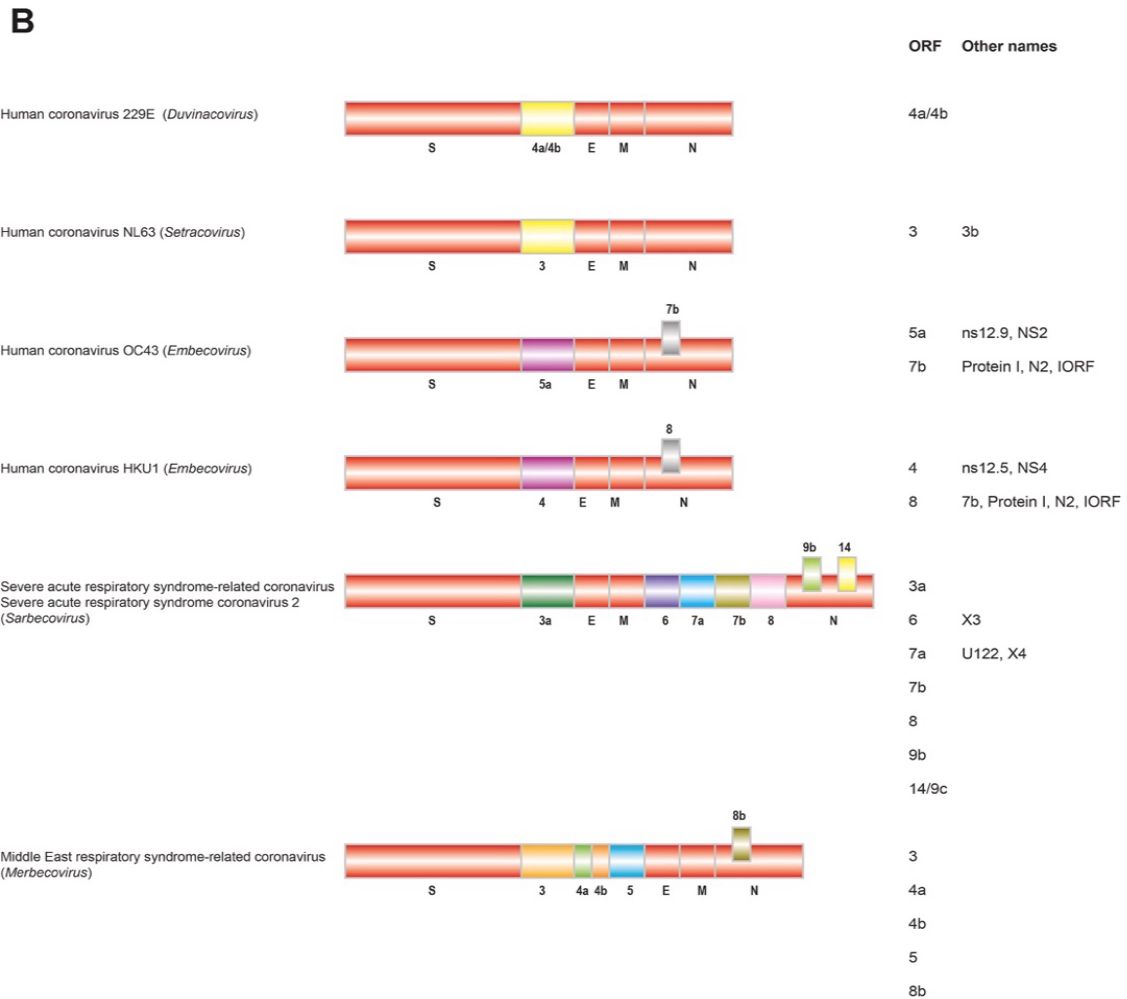 B
ORF Other names
Human coronavirus 229E (Duvinacovirus)
4a/4b
S 4a/4b E M N
Human coronavirus NL63 (Setracovirus)
3 3b
S 3 E M N
7b
Human coronavirus OC43 (Embecovirus)
5a ns12.9, NS2
7b Protein I, N2, IORF
S 5a E M N
8
Human coronavirus HKU1 (Embecovirus)
4 ns12.5, NS4
8 7b, Protein I, N2, IORF
S 4 E M N
9b 14
Severe acute respiratory syndrome-related coronavirus
Severe acute respiratory syndrome coronavirus 2
(Sarbecovirus)
S 3a E M 6 7a 7b 8 N
3a
6 X3
7a U122, X4
7b
8
9b
14/9c
8b
Middle East respiratory syndrome-related coronavirus
(Merbecovirus)
S 3 4a 4b 5 E M N
3
4a
4b
5
8b